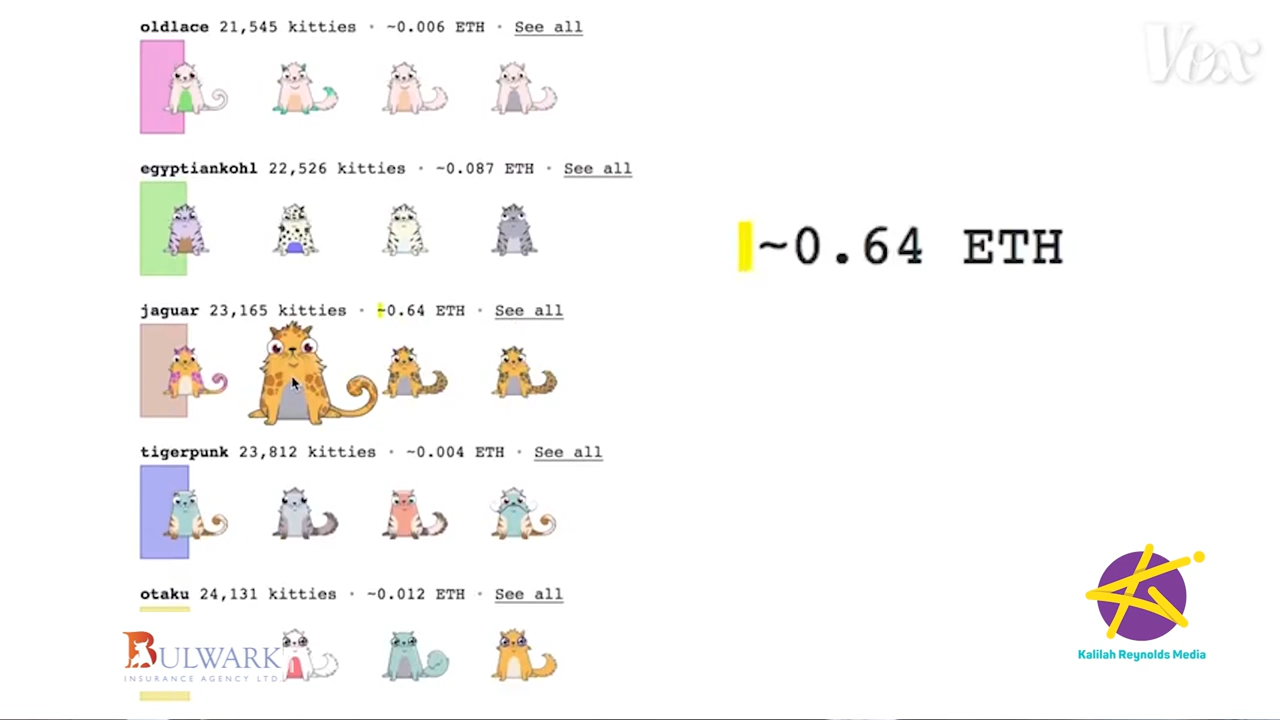 oldlace 21,545 kitties · ~0.006 ETH · See all
Vox
egyptiankohl 22,526 kitties · ~0.087 ETH · See all
~0.64 ETH
jaguar 23,165 kitties · ~0.64 ETH · See all
tigerpunk 23,812 kitties · ~0.004 ETH · See all
otaku 24,131 kitties · ~0.012 ETH · See all
BULWARK
INSURANCE AGENCY LTD.
Kalilah Reynolds Media